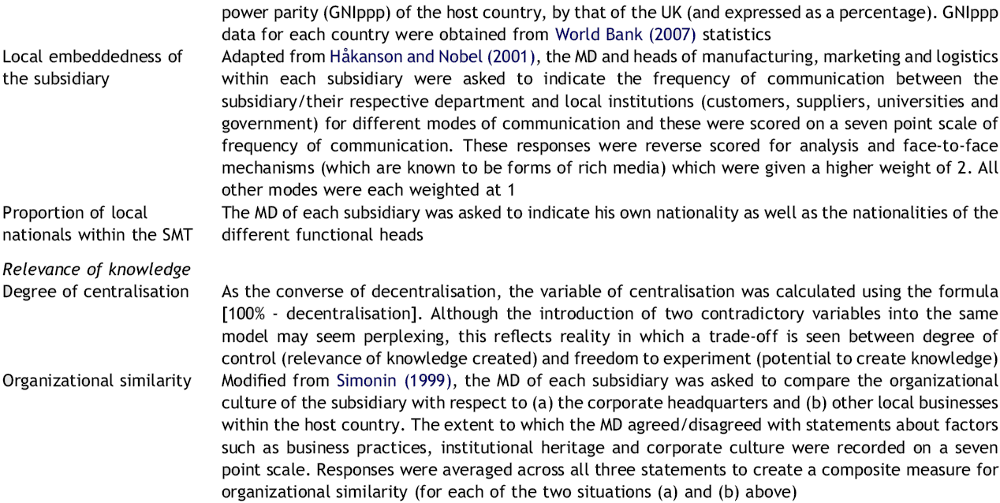 power parity (GNIppp) of the host country, by that of the UK (and expressed as a percentage). GNIppp
data for each country were obtained from World Bank (2007) statistics
Local embeddedness of
the subsidiary
Adapted from Håkanson and Nobel (2001), the MD and heads of manufacturing, marketing and logistics
within each subsidiary were asked to indicate the frequency of communication between the
subsidiary/their respective department and local institutions (customers, suppliers, universities and
government) for different modes of communication and these were scored on a seven point scale of
frequency of communication. These responses were reverse scored for analysis and face-to-face
mechanisms (which are known to be forms of rich media) which were given a higher weight of 2. All
other modes were each weighted at 1
Proportion of local
nationals within the SMT
The MD of each subsidiary was asked to indicate his own nationality as well as the nationalities of the
different functional heads
Relevance of knowledge
Degree of centralisation
As the converse of decentralisation, the variable of centralisation was calculated using the formula
[100% - decentralisation]. Although the introduction of two contradictory variables into the same
model may seem perplexing, this reflects reality in which a trade-off is seen between degree of
control (relevance of knowledge created) and freedom to experiment (potential to create knowledge)
Organizational similarity
Modified from Simonin (1999), the MD of each subsidiary was asked to compare the organizational
culture of the subsidiary with respect to (a) the corporate headquarters and (b) other local businesses
within the host country. The extent to which the MD agreed/disagreed with statements about factors
such as business practices, institutional heritage and corporate culture were recorded on a seven
point scale. Responses were averaged across all three statements to create a composite measure for
organizational similarity (for each of the two situations (a) and (b) above)